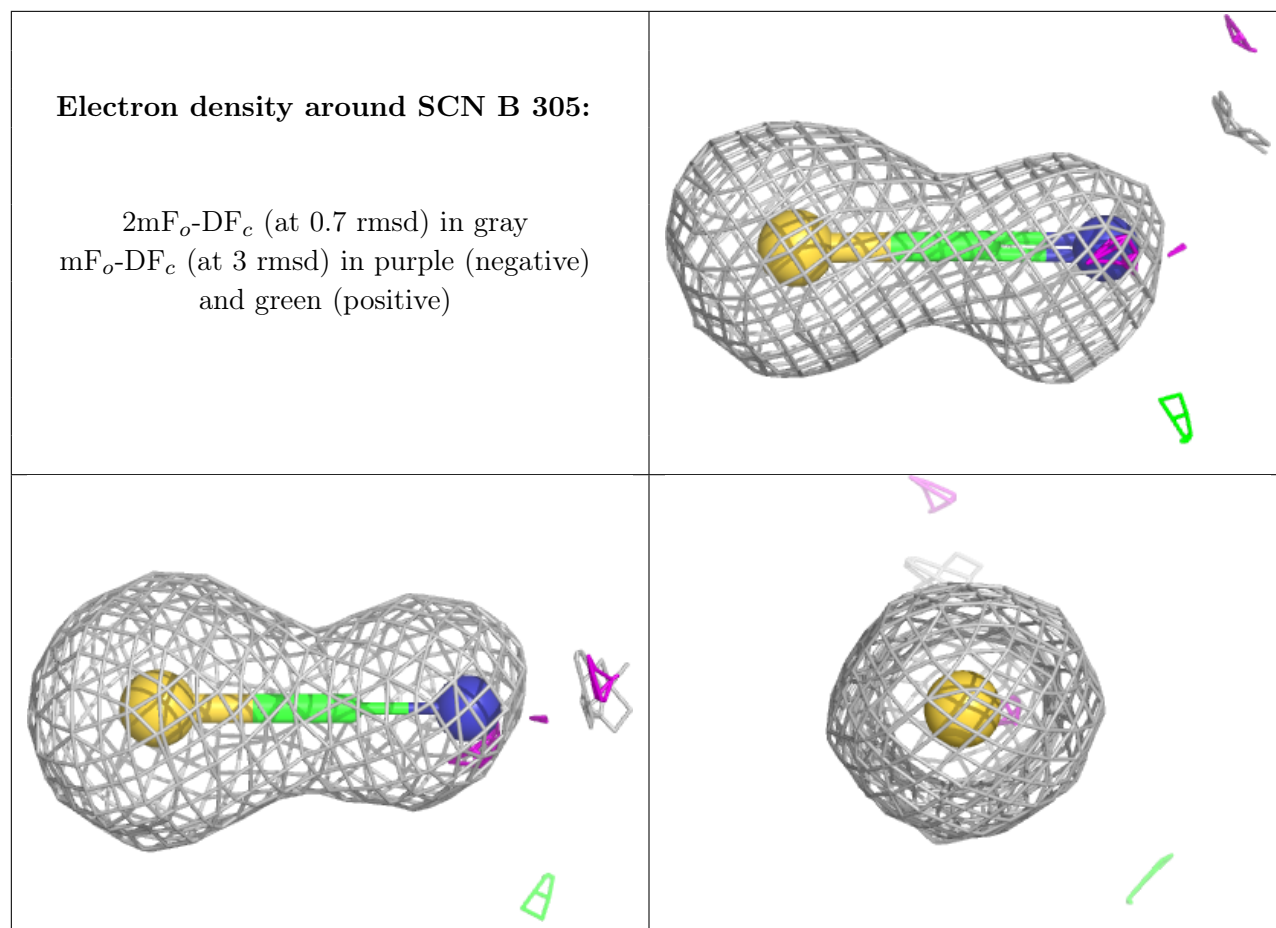 Electron density around SCN B 305:
2mFo-DFc (at 0.7 rmsd) in gray
mFo-DFc (at 3 rmsd) in purple (negative)
and green (positive)